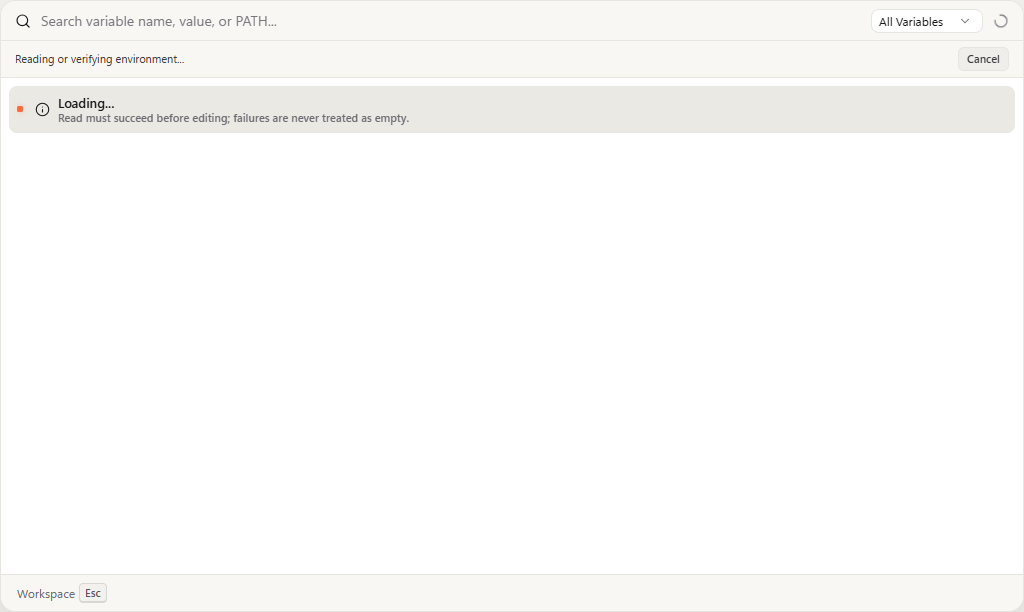 Search variable name, value, or PATH...
All Variables
Reading or verifying environment...
Cancel
Loading...
Read must succeed before editing; failures are never treated as empty.
Workspace Esc